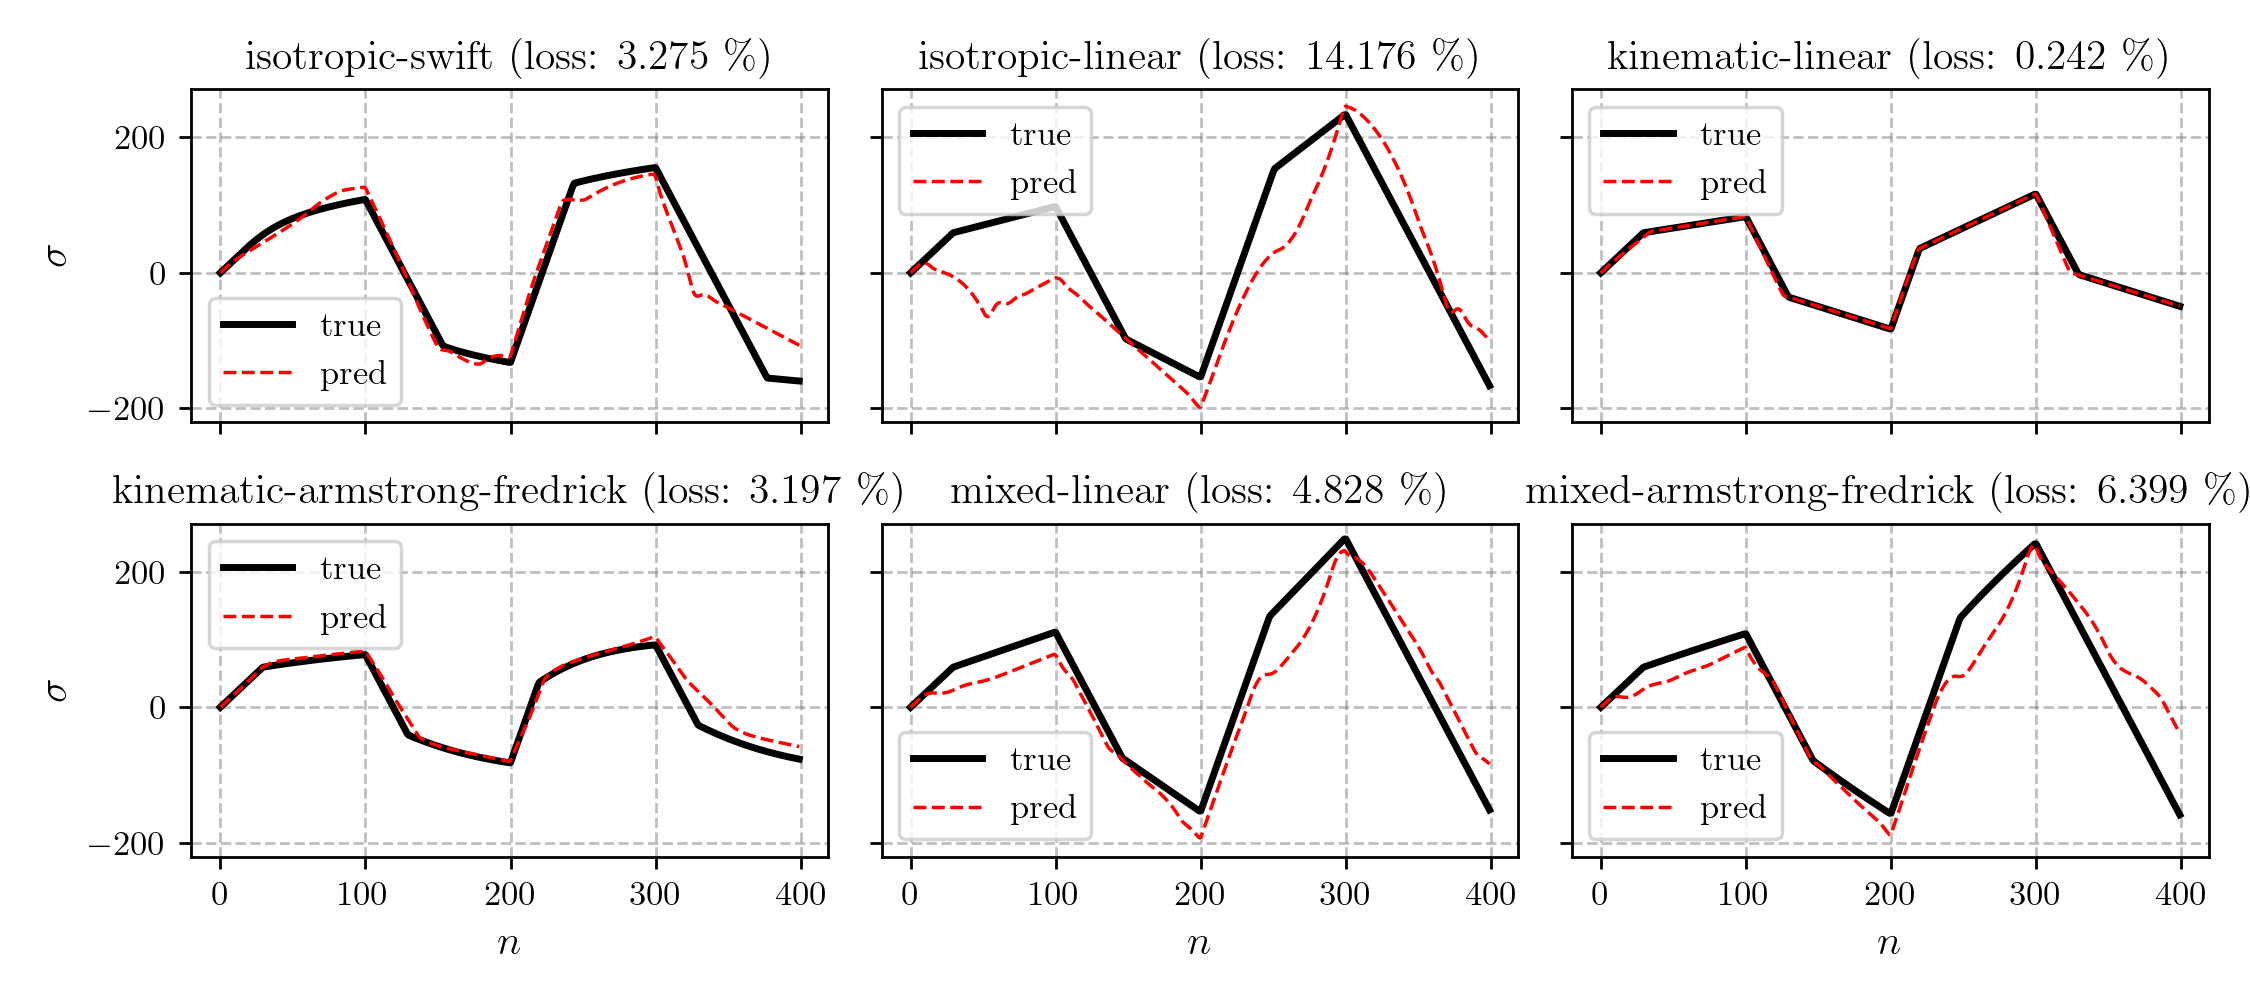 isotropic-swift (loss: 3.275 %)
isotropic-linear (loss: 14.176 %)
kinematic-linear (loss: 0.242 %)
200
0
−200
σ
true
pred
true
pred
true
pred
kinematic-armstrong-fredrick (loss: 3.197 %)
mixed-linear (loss: 4.828 %)
mixed-armstrong-fredrick (loss: 6.399 %)
200
0
−200
σ
true
pred
true
pred
true
pred
0 100 200 300 400
0 100 200 300 400
0 100 200 300 400
n
n
n